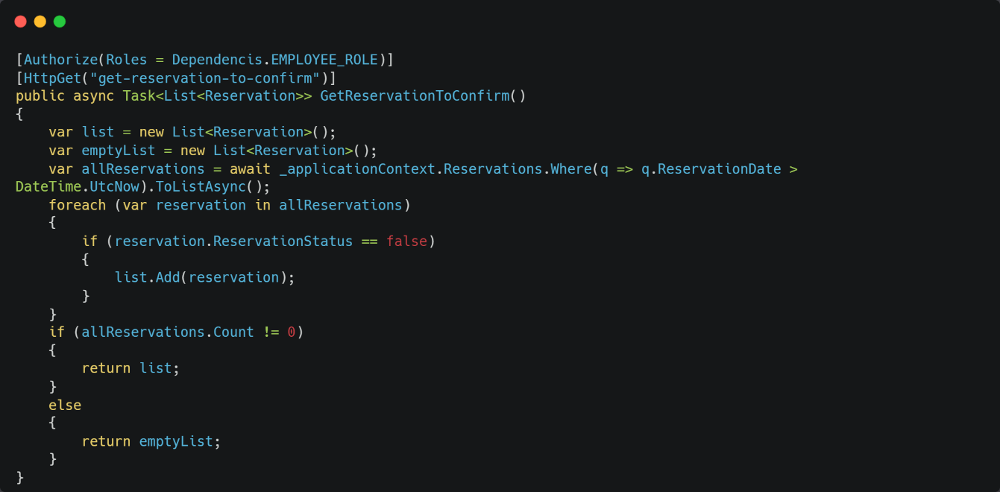 [Authorize(Roles = Dependencis.EMPLOYEE_ROLE)]
[HttpGet("get-reservation-to-confirm")]
public async Task<List<Reservation>> GetReservationToConfirm()
{
    var list = new List<Reservation>();
    var emptyList = new List<Reservation>();
    var allReservations = await _applicationContext.Reservations.Where(q => q.ReservationDate >
DateTime.UtcNow).ToListAsync();
    foreach (var reservation in allReservations)
    {
        if (reservation.ReservationStatus == false)
        {
            list.Add(reservation);
        }
    }
    if (allReservations.Count != 0)
    {
        return list;
    }
    else
    {
        return emptyList;
    }
}